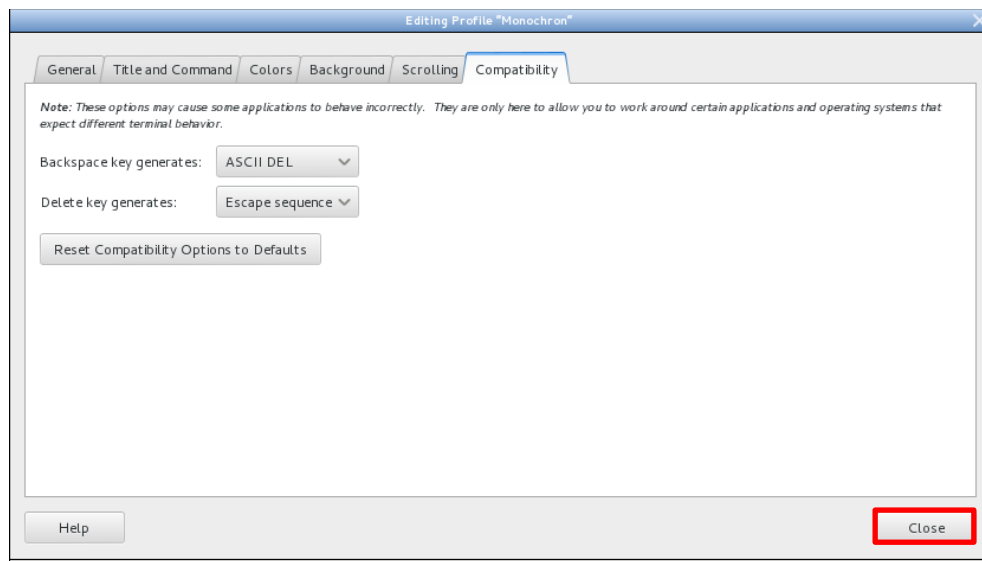 Editing Profile "Monochron"
General Title and Command Colors Background Scrolling Compatibility
Note: These options may cause some applications to behave incorrectly. They are only here to allow you to work around certain applications and operating systems that
expect different terminal behavior.
Backspace key generates: ASCII DEL
Delete key generates: Escape sequence
Reset Compatibility Options to Defaults
Help Close